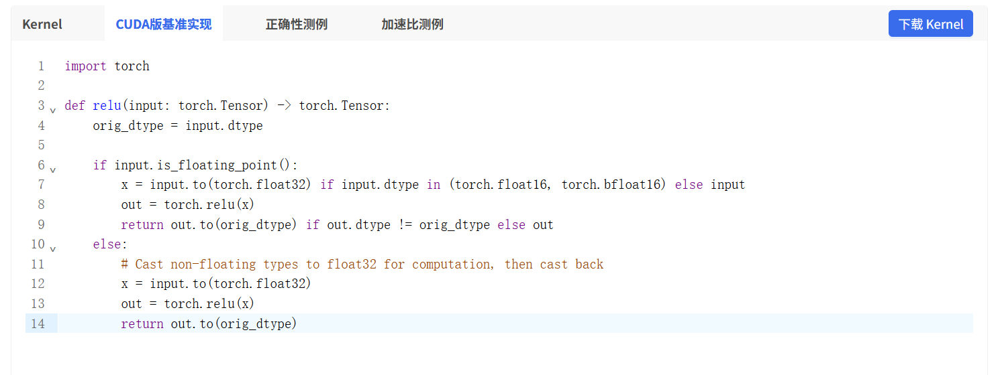 Kernel CUDA版基准实现 正确性测例 加速比测例 下载 Kernel
1 import torch
2
3 def relu(input: torch.Tensor) -> torch.Tensor:
4     orig_dtype = input.dtype
5
6     if input.is_floating_point():
7         x = input.to(torch.float32) if input.dtype in (torch.float16, torch.bfloat16) else input
8         out = torch.relu(x)
9         return out.to(orig_dtype) if out.dtype != orig_dtype else out
10     else:
11         # Cast non-floating types to float32 for computation, then cast back
12         x = input.to(torch.float32)
13         out = torch.relu(x)
14         return out.to(orig_dtype)